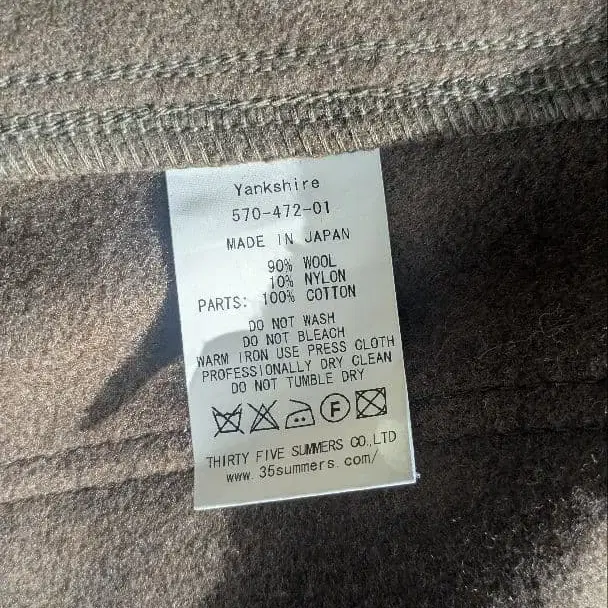 Yankshire
570-472-01
MADE IN JAPAN
90% WOOL
10% NYLON
PARTS: 100% COTTON
DO NOT WASH
DO NOT BLEACH
WARM IRON USE PRESS CLOTH
PROFESSIONALLY DRY CLEAN
DO NOT TUMBLE DRY
F
THIRTY FIVE SUMMERS CO.,LTD
www.35summers.com/